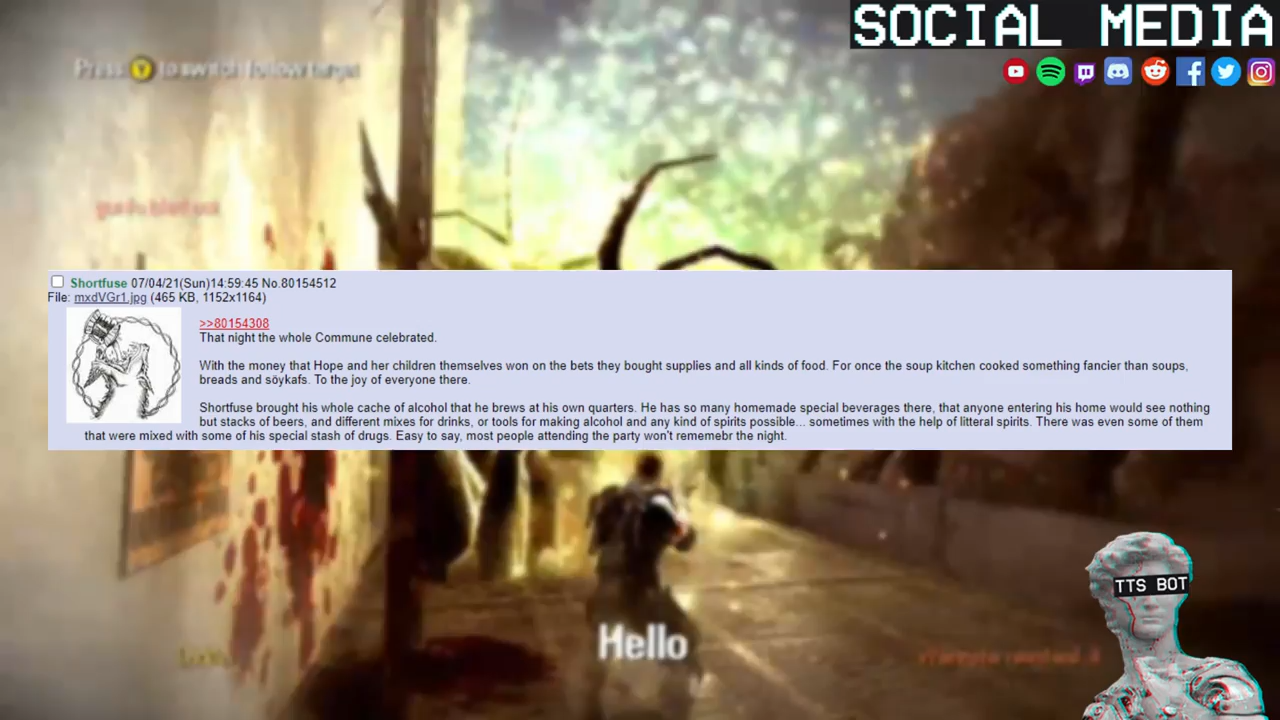 SOCIAL MEDIA
Press Y to switch follow target
Shortfuse 07/04/21(Sun)14:59:45 No.80154512
File: mxdVGr1.jpg (465 KB, 1152x1164)
>>80154308
That night the whole Commune celebrated.
With the money that Hope and her children themselves won on the bets they bought supplies and all kinds of food. For once the soup kitchen cooked something fancier than soups,
breads and söykafs. To the joy of everyone there.
Shortfuse brought his whole cache of alcohol that he brews at his own quarters. He has so many homemade special beverages there, that anyone entering his home would see nothing
but stacks of beers, and different mixes for drinks, or tools for making alcohol and any kind of spirits possible... sometimes with the help of litteral spirits. There was even some of them
that were mixed with some of his special stash of drugs. Easy to say, most people attending the party won't rememebr the night.
TTS BOT
Hello